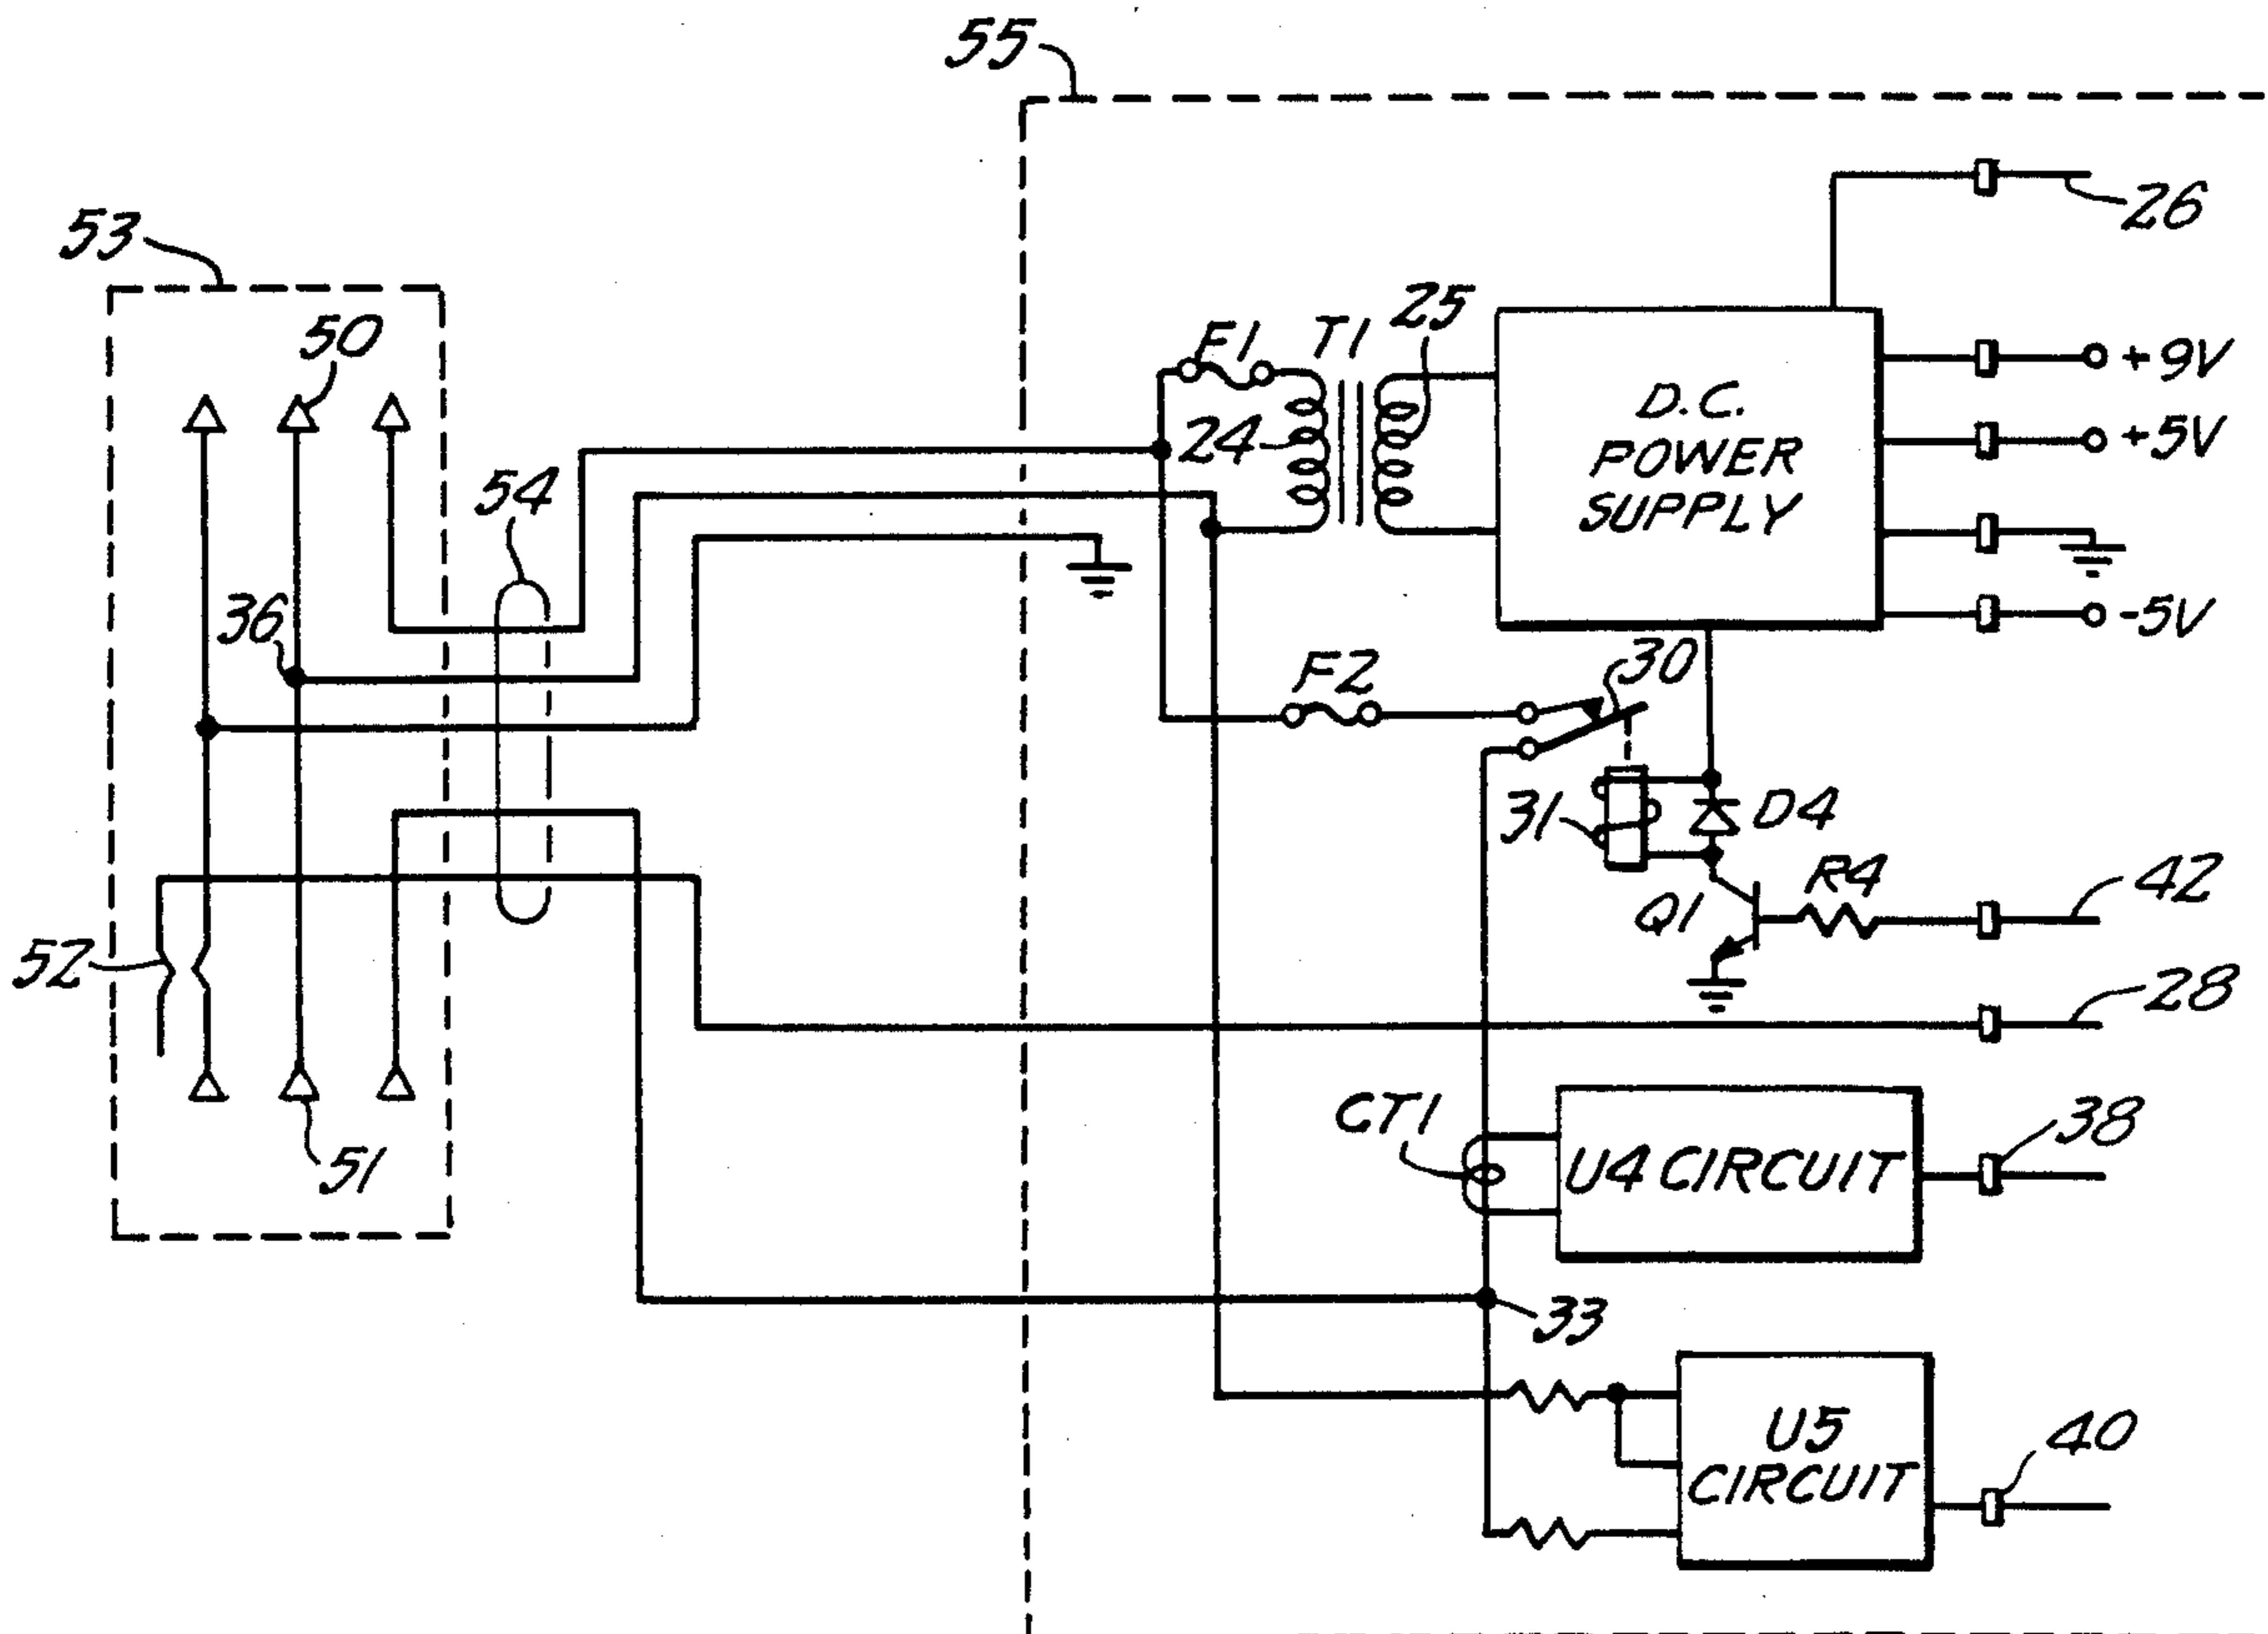 55
26
53
50
F1
T1
25
+9V
D.C.
POWER
SUPPLY
24
+5V
54
36
-5V
F2
30
31
D4
R4
42
Q1
52
28
CT1
U4 CIRCUIT
38
51
33
U5
CIRCUIT
40